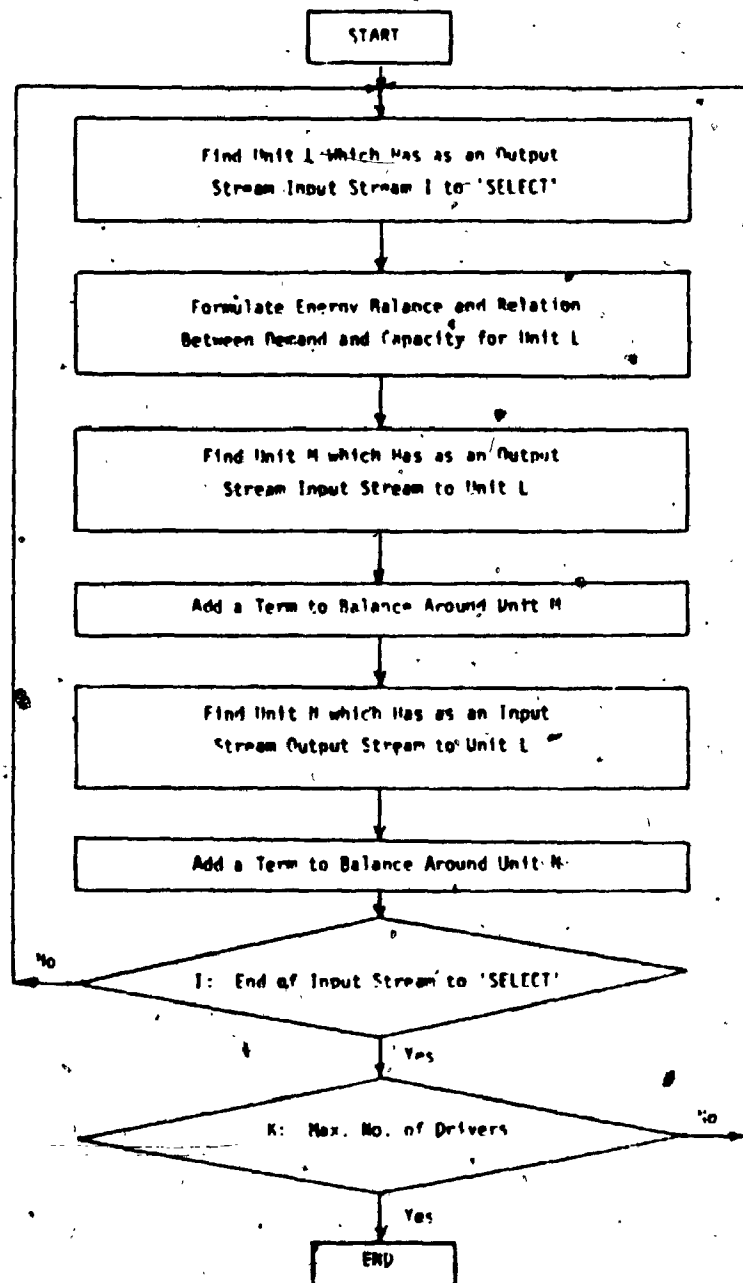 START
Find Unit L Which Has as an Output
Stream Input Stream I to 'SELECT'
Formulate Energy Balance and Relation
Between Demand and Capacity for Unit L
Find Unit M which Has as an Output
Stream Input Stream to Unit L
Add a Term to Balance Around Unit M
Find Unit N which Has as an Input
Stream Output Stream to Unit L
Add a Term to Balance Around Unit N
No
I: End of Input Stream to 'SELECT'
Yes
K: Max. No. of Drivers
No
Yes
END